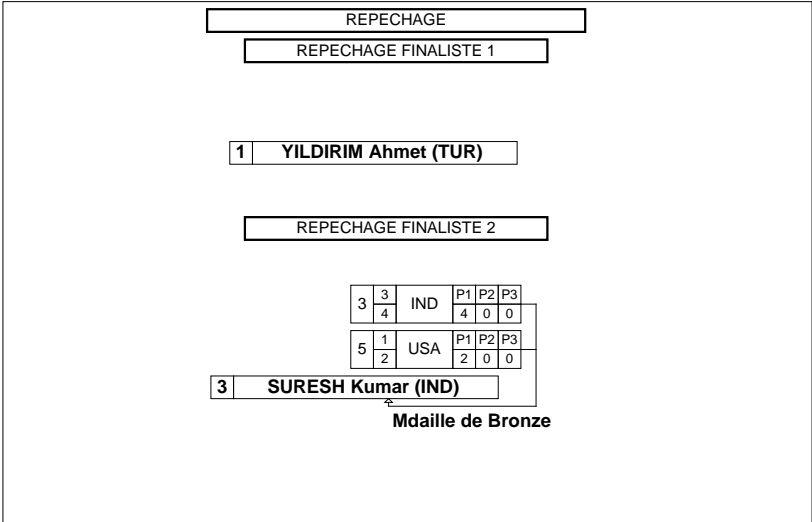 REPECHAGE
REPECHAGE FINALISTE 1
1 YILDIRIM Ahmet (TUR)
REPECHAGE FINALISTE 2
3 3 4 IND P1 P2 P3
4 0 0
5 1 2 USA P1 P2 P3
2 0 0
3 SURESH Kumar (IND)
Mdaille de Bronze